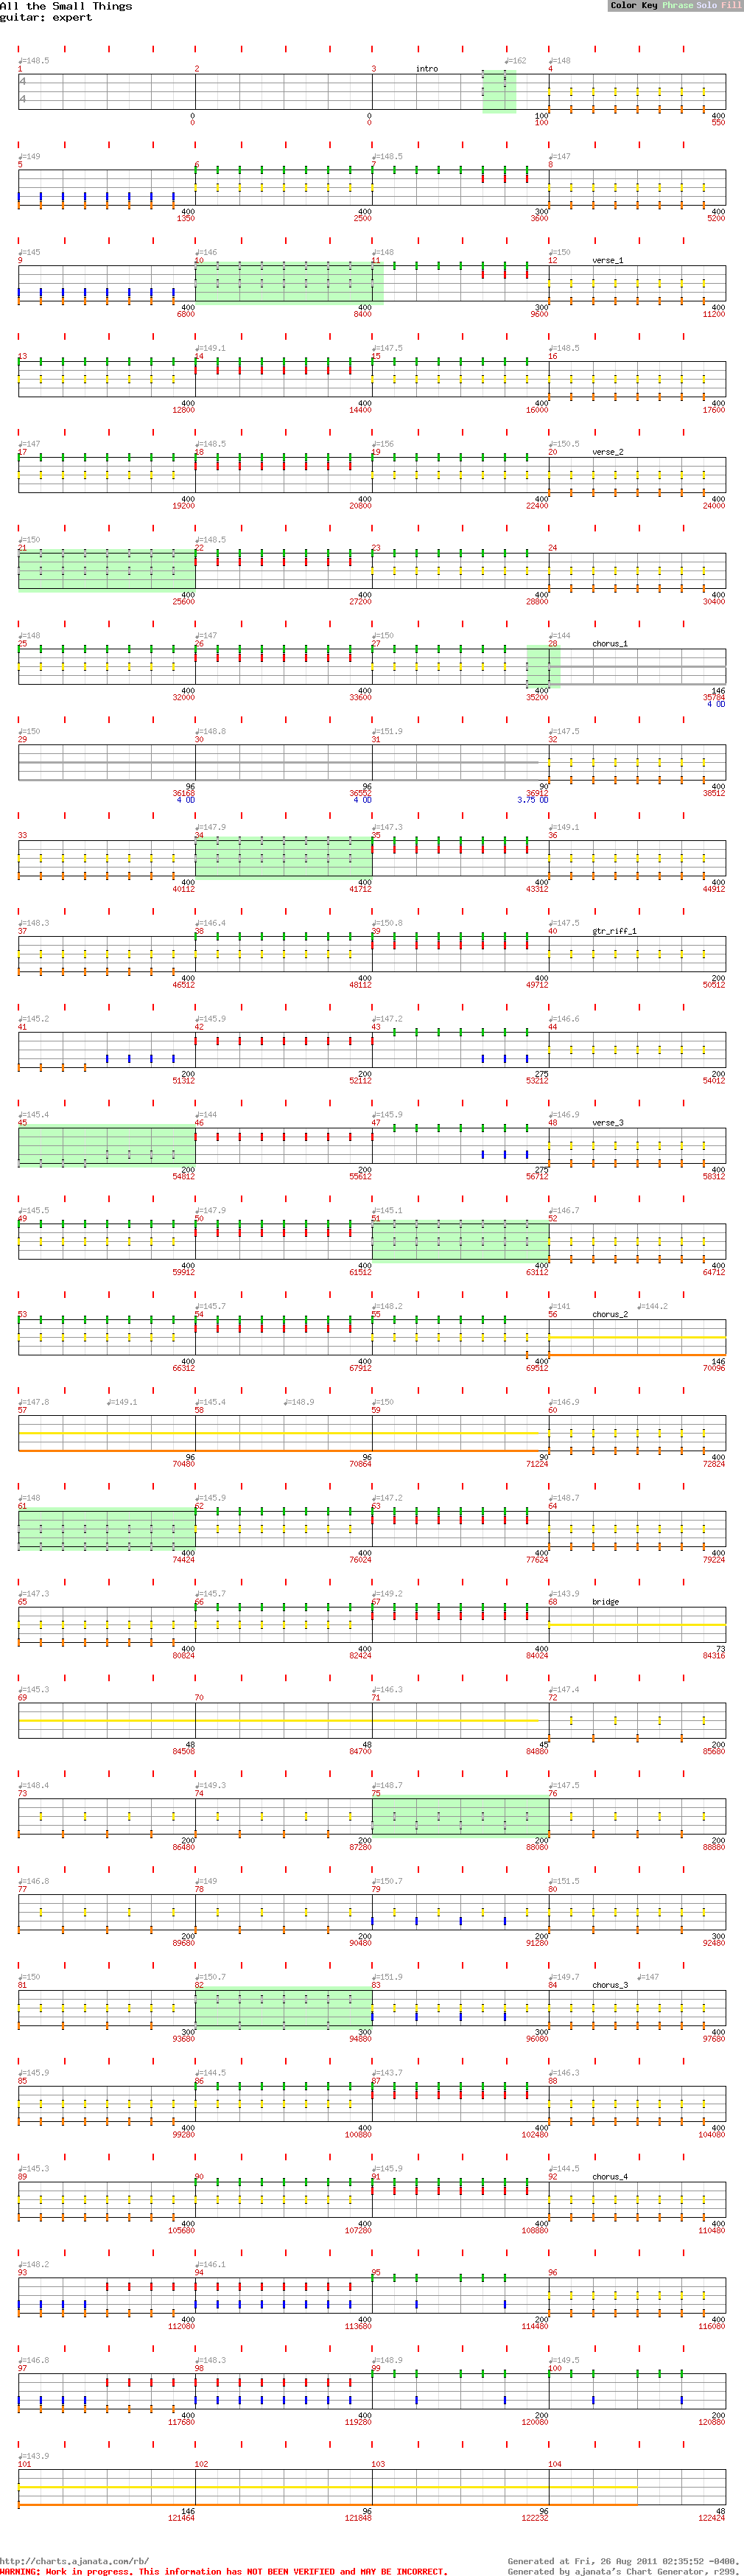 All the Small Things
guitar: expert
Color Key Phrase Solo Fill
♩=148.5 ♩=162 ♩=148
1 2 3 intro 4
4
4
0 0 100 400
0 0 100 550
♩=149 ♩=148.5 ♩=147
5 6 7 8
400 400 300 400
1350 2500 3600 5200
♩=145 ♩=146 ♩=148 ♩=150
9 10 11 12 verse_1
400 400 300 400
6800 8400 9600 11200
♩=149.1 ♩=147.5 ♩=148.5
13 14 15 16
400 400 400 400
12800 14400 16000 17600
♩=147 ♩=148.5 ♩=156 ♩=150.5
17 18 19 20 verse_2
400 400 400 400
19200 20800 22400 24000
♩=150 ♩=148.5
21 22 23 24
400 400 400 400
25600 27200 28800 30400
♩=148 ♩=147 ♩=150 ♩=144
25 26 27 28 chorus_1
400 400 400 146
32000 33600 35200 35784
4 OD
♩=150 ♩=148.8 ♩=151.9 ♩=147.5
29 30 31 32
96 96 90 400
36168 36552 36912 38512
4 OD 4 OD 3.75 OD
♩=147.9 ♩=147.3 ♩=149.1
33 34 35 36
400 400 400 400
40112 41712 43312 44912
♩=148.3 ♩=146.4 ♩=150.8 ♩=147.5
37 38 39 40 gtr_riff_1
400 400 400 200
46512 48112 49712 50512
♩=145.2 ♩=145.9 ♩=147.2 ♩=146.6
41 42 43 44
200 200 275 200
51312 52112 53212 54012
♩=145.4 ♩=144 ♩=145.9 ♩=146.9
45 46 47 48 verse_3
200 200 275 400
54812 55612 56712 58312
♩=145.5 ♩=147.9 ♩=145.1 ♩=146.7
49 50 51 52
400 400 400 400
59912 61512 63112 64712
♩=145.7 ♩=148.2 ♩=141 ♩=144.2
53 54 55 56 chorus_2
400 400 400 146
66312 67912 69512 70096
♩=147.8 ♩=149.1 ♩=145.4 ♩=148.9 ♩=150 ♩=146.9
57 58 59 60
96 96 90 400
70480 70864 71224 72824
♩=148 ♩=145.9 ♩=147.2 ♩=148.7
61 62 63 64
400 400 400 400
74424 76024 77624 79224
♩=147.3 ♩=145.7 ♩=149.2 ♩=143.9
65 66 67 68 bridge
400 400 400 73
80824 82424 84024 84316
♩=145.3 ♩=146.3 ♩=147.4
69 70 71 72
48 48 45 200
84508 84700 84880 85680
♩=148.4 ♩=149.3 ♩=148.7 ♩=147.5
73 74 75 76
200 200 200 200
86480 87280 88080 88880
♩=146.8 ♩=149 ♩=150.7 ♩=151.5
77 78 79 80
200 200 200 300
89680 90480 91280 92480
♩=150 ♩=150.7 ♩=151.9 ♩=149.7 ♩=147
81 82 83 84 chorus_3
300 300 300 400
93680 94880 96080 97680
♩=145.9 ♩=144.5 ♩=143.7 ♩=146.3
85 86 87 88
400 400 400 400
99280 100880 102480 104080
♩=145.3 ♩=145.9 ♩=144.5
89 90 91 92 chorus_4
400 400 400 400
105680 107280 108880 110480
♩=148.2 ♩=146.1
93 94 95 96
400 400 200 400
112080 113680 114480 116080
♩=146.8 ♩=148.3 ♩=148.9 ♩=149.5
97 98 99 100
400 400 200 200
117680 119280 120080 120880
♩=143.9
101 102 103 104
146 96 96 48
121464 121848 122232 122424
http://charts.ajanata.com/rb/ Generated at Fri, 26 Aug 2011 02:35:52 -0400.
WARNING: Work in progress. This information has NOT BEEN VERIFIED and MAY BE INCORRECT. Generated by ajanata's Chart Generator, r299.